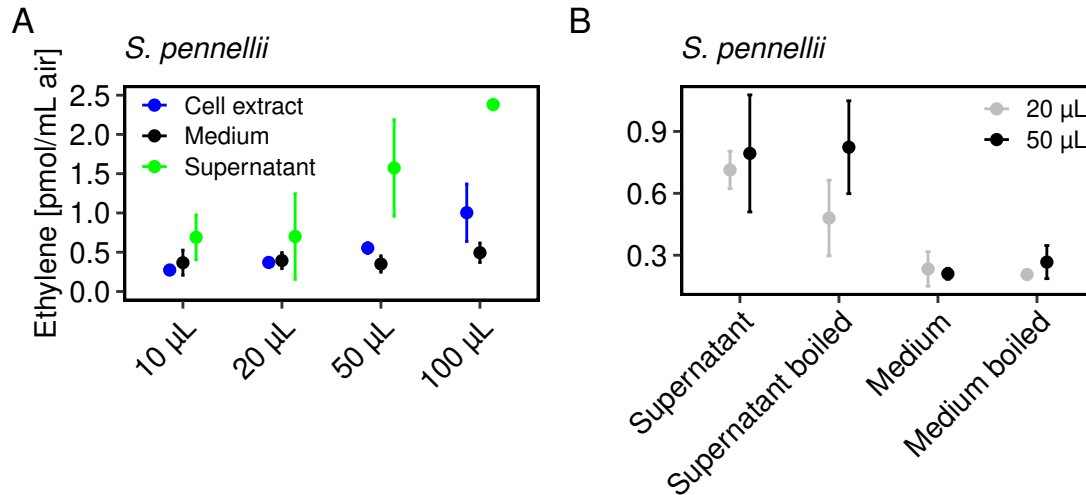 A
S. pennellii
Ethylene [pmol/mL air]
2.5
2.0
1.5
1.0
0.5
0.0
Cell extract
Medium
Supernatant
10 µL
20 µL
50 µL
100 µL
B
S. pennellii
0.9
0.6
0.3
20 µL
50 µL
Supernatant
Supernatant boiled
Medium
Medium boiled